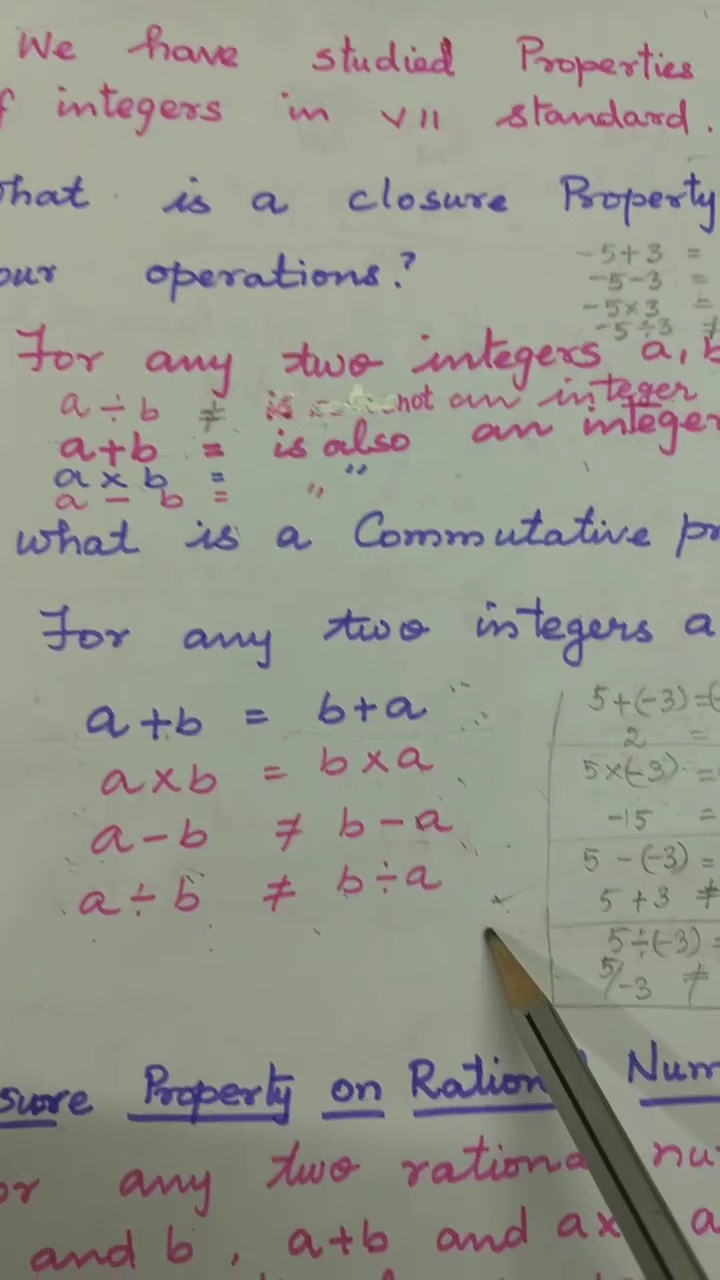 We have studied Properties
f integers in VII standard.
hat is a closure Property
our operations?
-5+3 =
-5-3 =
-5×3 =
-5÷3 ≠
For any two integers a, b
a ÷ b ≠ is not an integer
a+b = is also an integer
a × b = "
a - b = "
what is a Commutative pr
For any two integers a
a+b = b+a
a×b = b×a
a-b ≠ b-a
a÷b ≠ b÷a
5+(-3) =(-
2 =
5×(-3) =
-15 =
5-(-3) =
5+3 ≠
5÷(-3) =
5/-3 ≠
sure Property on Ration Num
or any two rationa nu
and b, a+b and ax a